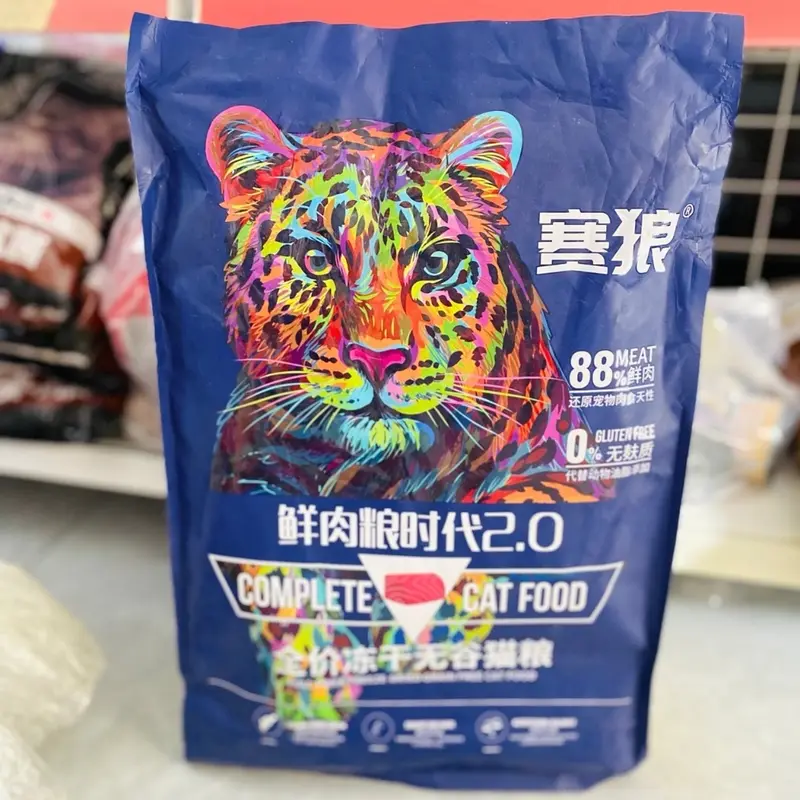 赛狼®
88% MEAT 鲜肉
还原宠物肉食天性
0% GLUTEN FREE 无麸质
代替动物油脂添加
鲜肉粮时代2.0
COMPLETE CAT FOOD
全价冻干无谷猫粮